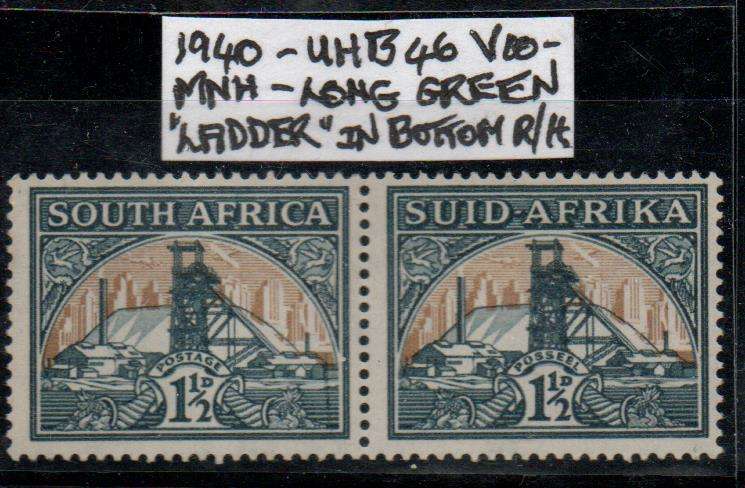 1940 - UHB 46 V10 -
MNH - LONG GREEN
"LADDER" IN BOTTOM R/H.
SOUTH AFRICA SUID-AFRIKA
POSTAGE POSSEEL
1½D 1½D